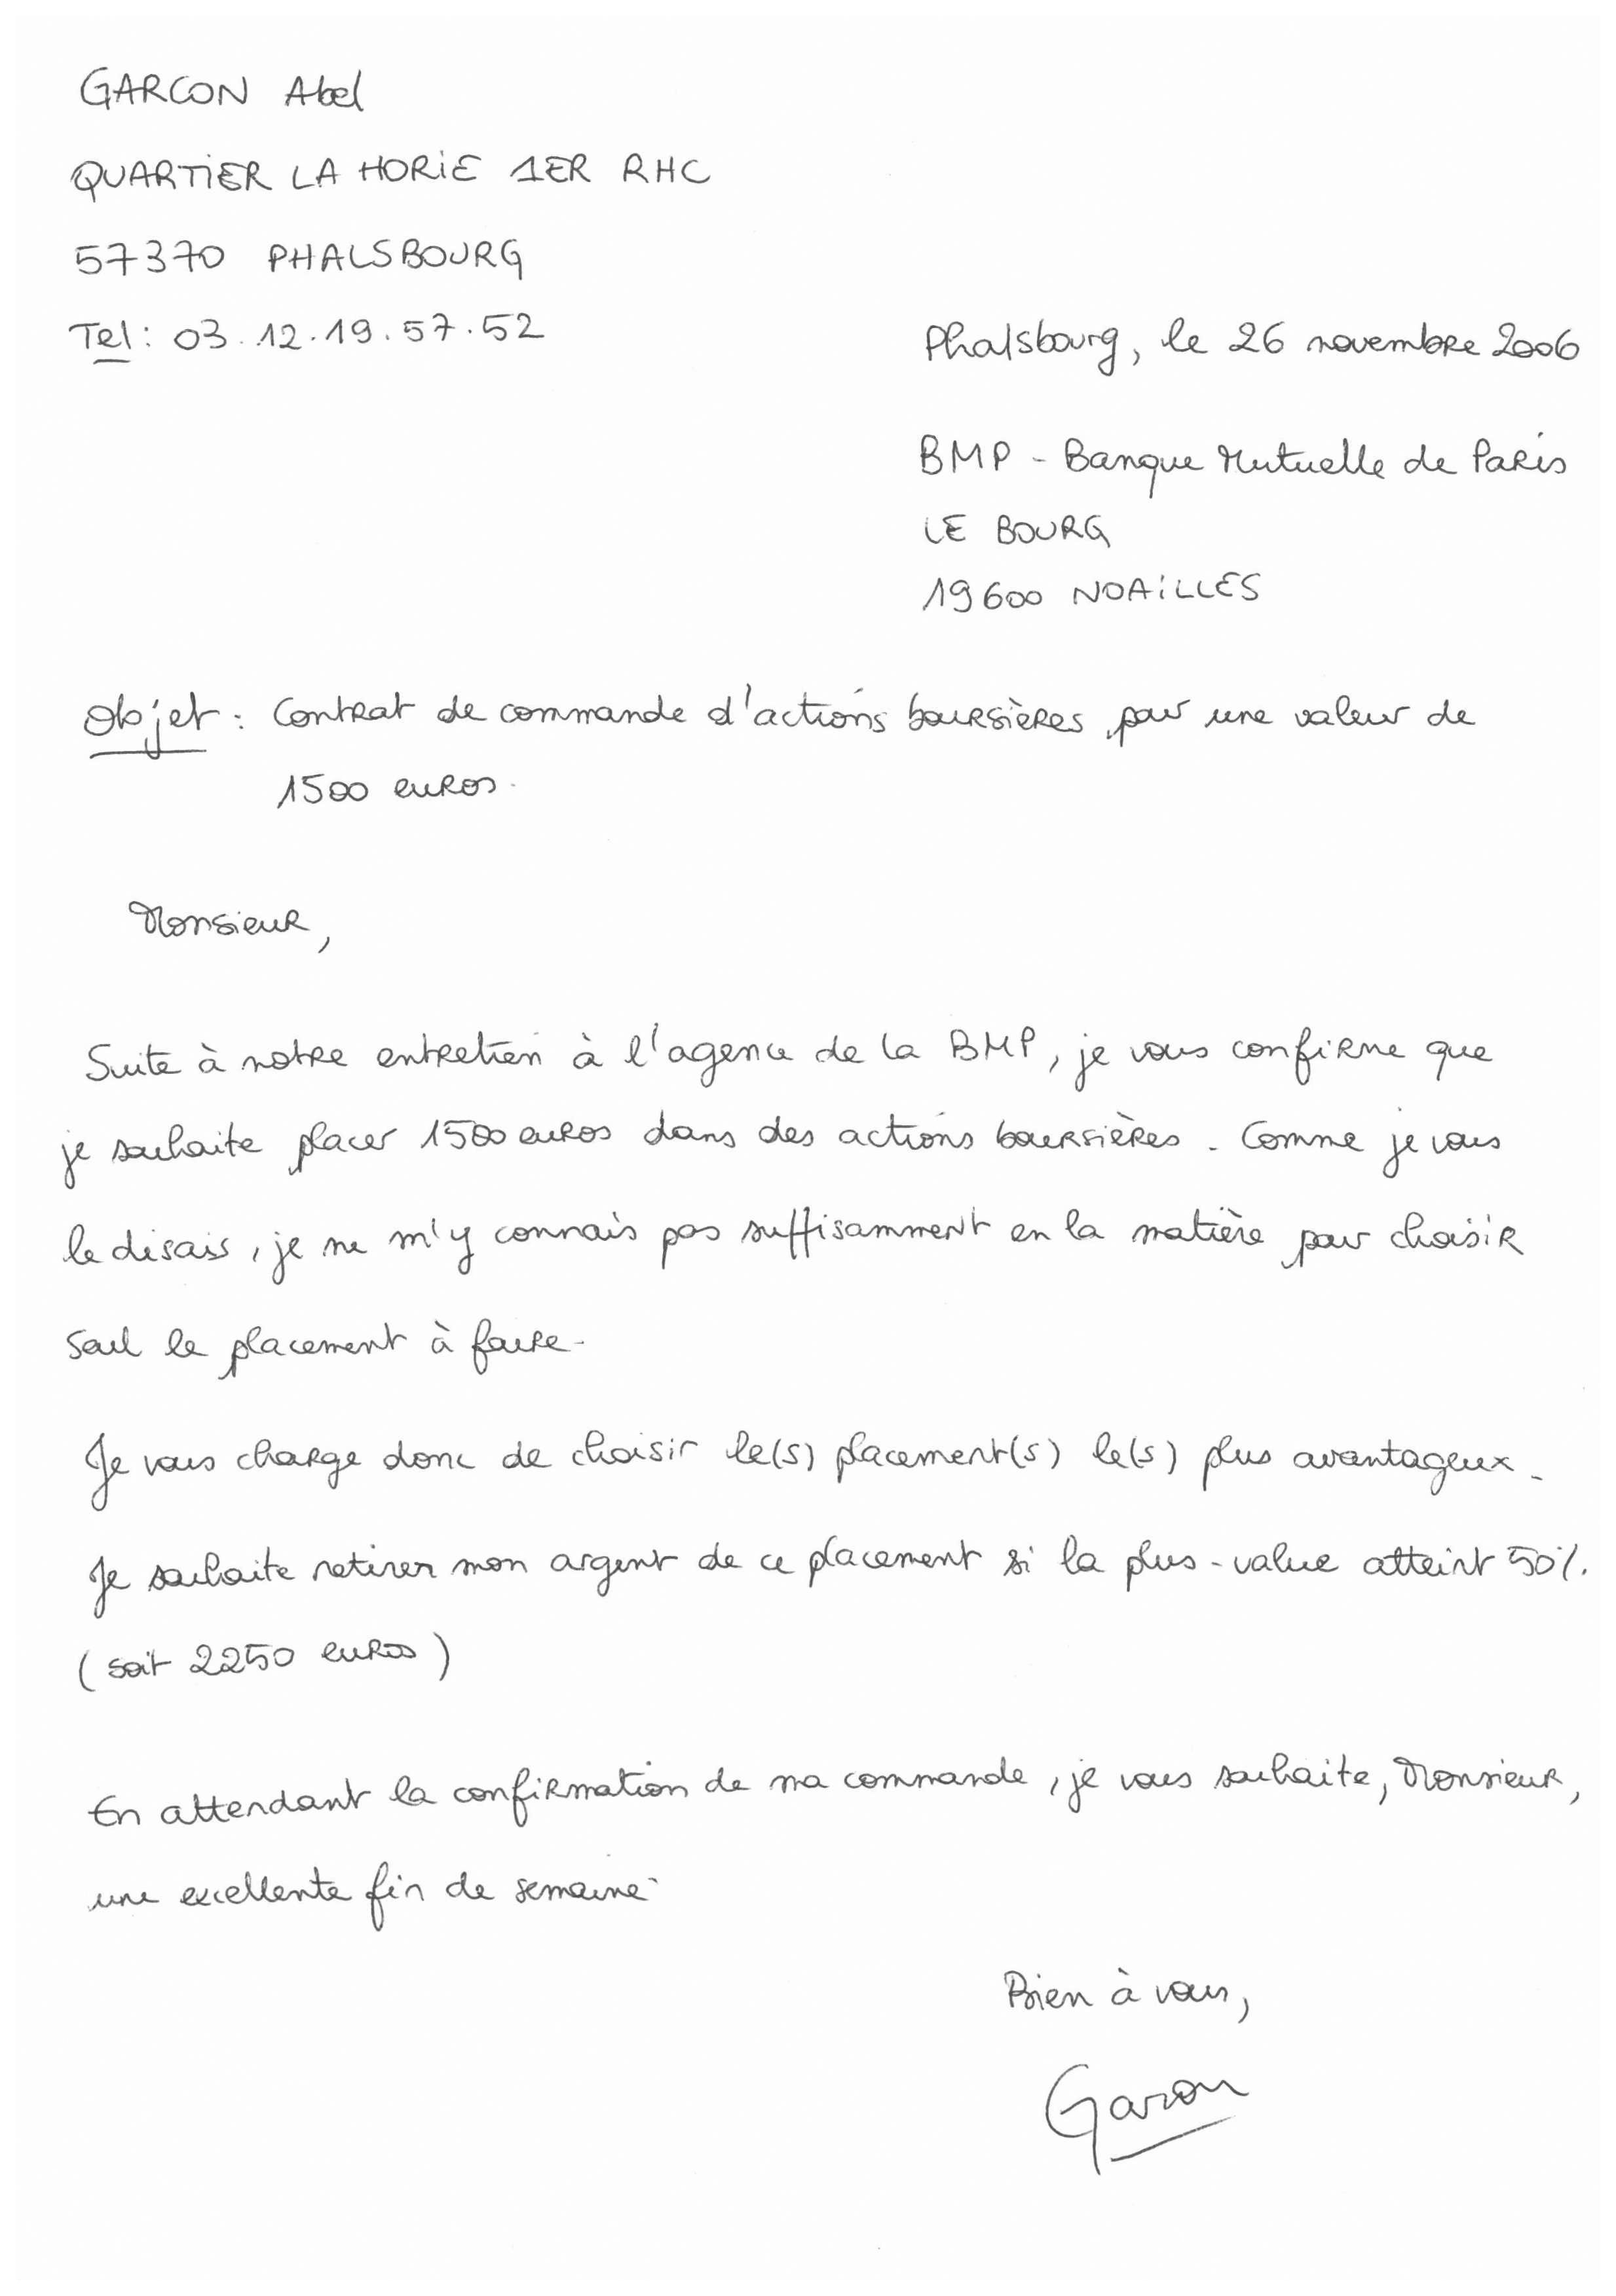 GARCON Abel
QUARTIER LA HORIE 1ER RHC
57370 PHALSBOURG
Tel : 03.12.19.57.52
Phalsbourg, le 26 novembre 2006
BMP - Banque Mutuelle de Paris
LE BOURG
19600 NOAILLES
Objet : Contrat de commande d'actions boursières, pour une valeur de
1500 euros.
Monsieur,
Suite à notre entretien à l'agence de la BMP, je vous confirme que
je souhaite placer 1500 euros dans des actions boursières. Comme je vous
le disais, je ne m'y connais pas suffisamment en la matière pour choisir
seul le placement à faire.
Je vous charge donc de choisir le(s) placement(s) le(s) plus avantageux.
Je souhaite retirer mon argent de ce placement si la plus-value atteint 50%.
(soit 2250 euros)
En attendant la confirmation de ma commande, je vous souhaite, Monsieur,
une excellente fin de semaine.
Bien à vous,
Garcon